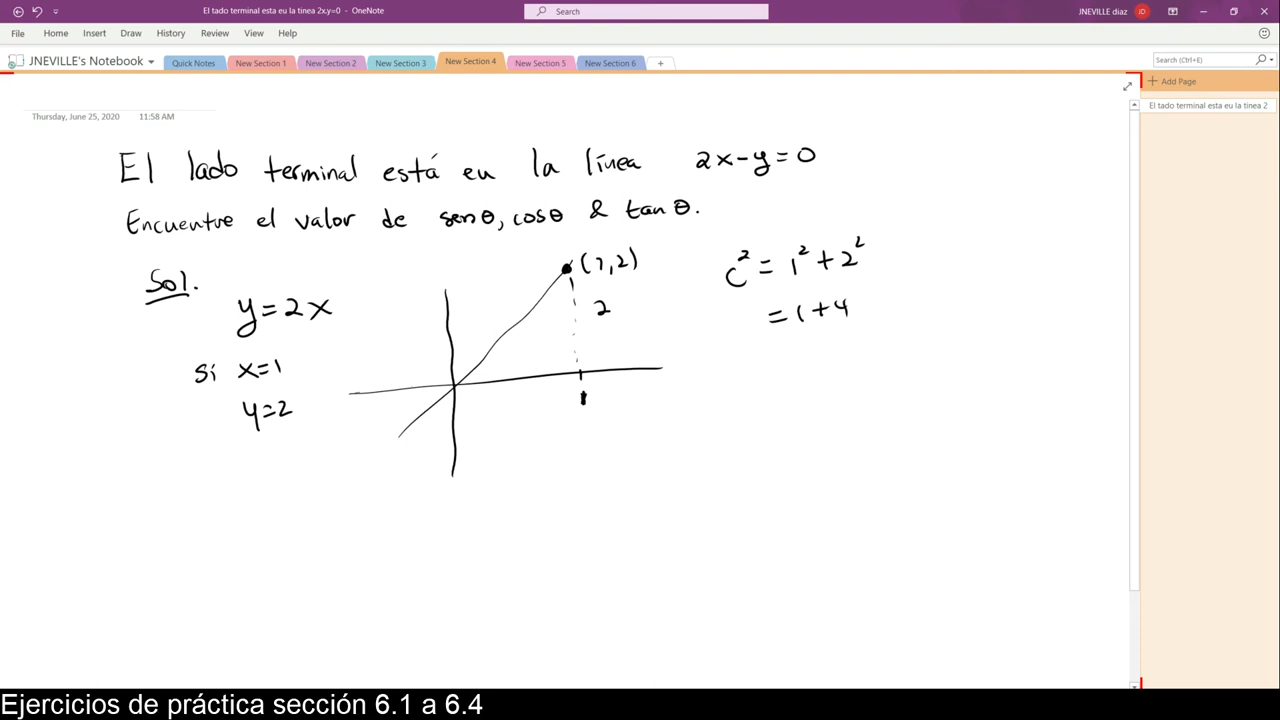 El tado terminal esta eu la tinea 2x.y=0 - OneNote
Search
JNEVILLE diaz
JD
File Home Insert Draw History Review View Help
JNEVILLE's Notebook
Quick Notes
New Section 1
New Section 2
New Section 3
New Section 4
New Section 5
New Section 6
Search (Ctrl+E)
Add Page
El tado terminal esta eu la tinea 2
Thursday, June 25, 2020 11:58 AM
El lado terminal está en la línea 2x-y=0
Encuentre el valor de senθ, cosθ & tanθ.
Sol.
y=2x
si x=1
y=2
(1,2)
2
1
c² = 1² + 2²
= 1+4
Ejercicios de práctica sección 6.1 a 6.4